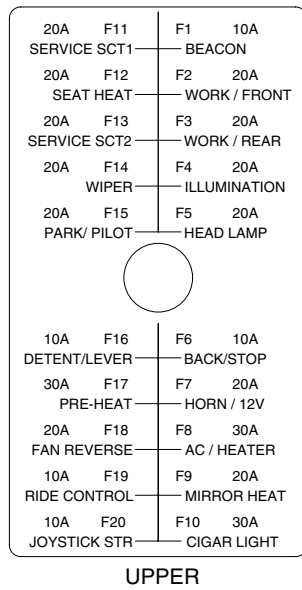 20A F11 F1 10A
SERVICE SCT1 BEACON
20A F12 F2 20A
SEAT HEAT WORK / FRONT
20A F13 F3 20A
SERVICE SCT2 WORK / REAR
20A F14 F4 20A
WIPER ILLUMINATION
20A F15 F5 20A
PARK/ PILOT HEAD LAMP
10A F16 F6 10A
DETENT/LEVER BACK/STOP
30A F17 F7 20A
PRE-HEAT HORN / 12V
20A F18 F8 30A
FAN REVERSE AC / HEATER
10A F19 F9 20A
RIDE CONTROL MIRROR HEAT
10A F20 F10 30A
JOYSTICK STR CIGAR LIGHT
UPPER